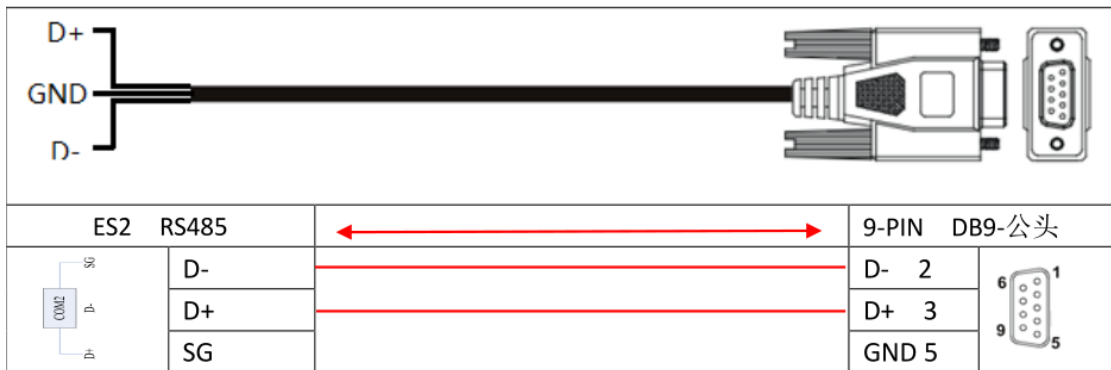 D+
GND
D-
ES2 RS485
9-PIN DB9-公头
SG
COM2
D-
D+
D-
D- 2
D+
D+ 3
SG
GND 5
6
1
9
5